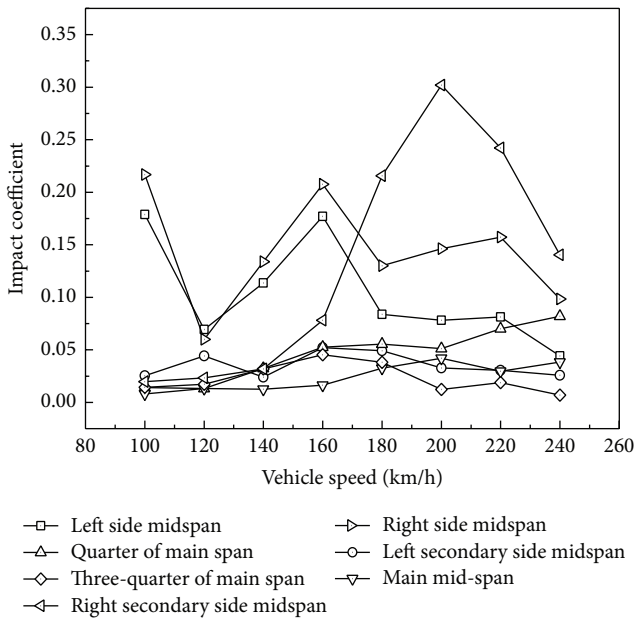 0.35
0.30
0.25
0.20
0.15
0.10
0.05
0.00
Impact coefficient
80 100 120 140 160 180 200 220 240 260
Vehicle speed (km/h)
Left side midspan
Quarter of main span
Three-quarter of main span
Right secondary side midspan
Right side midspan
Left secondary side midspan
Main mid-span